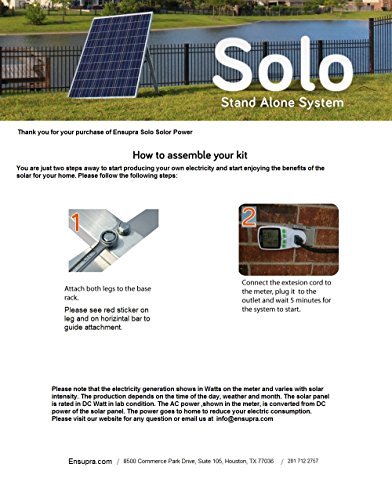 Solo
Stand Alone System
Thank you for your purchase of Ensupra Solo Solor Power
How to assemble your kit
You are just two steps away to start producing your own electricity and start enjoying the benefits of the
solar for your home. Please follow the following steps:
1
Attach both legs to the base
rack.
Please see red sticker on
leg and on horizintal bar to
guide attachment.
2
Connect the extesion cord to
the meter, plug it to the
outlet and wait 5 minutes for
the system to start.
Please note that the electricity generation shows in Watts on the meter and varies with solar
intensity. The production depends on the time of the day, weather and month. The solar panel
is rated in DC Watt in lab condition. The AC power ,shown in the meter, is converted from DC
power of the solar panel. The power goes to home to reduce your electric consumption.
Please visit our website for any question or email us at info@ensupra.com
Ensupra.com / 8500 Commerce Park Drive, Suite 105, Houston, TX 77036 / 281 712 2757